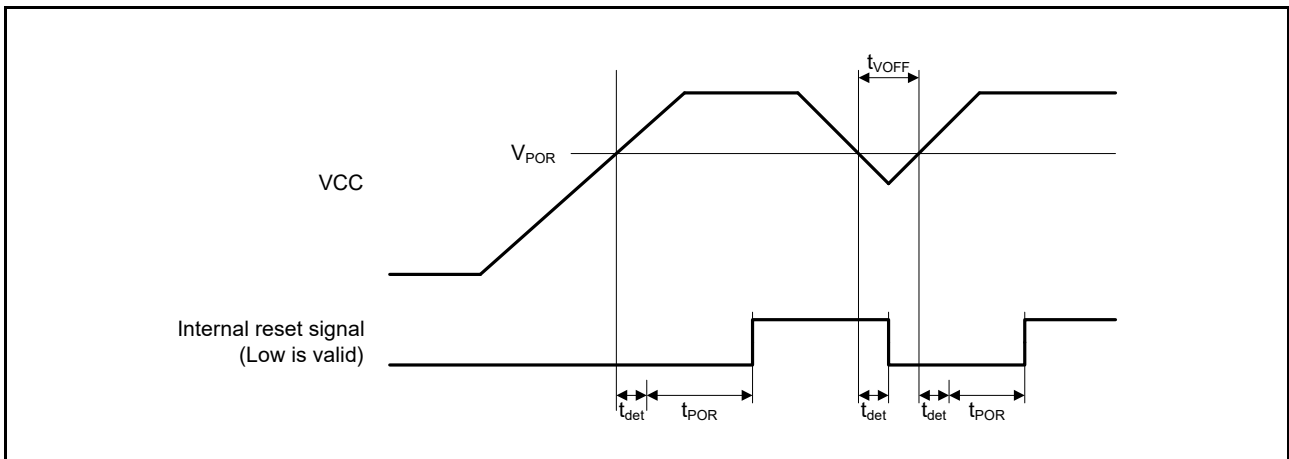 tVOFF
VPOR
VCC
Internal reset signal
(Low is valid)
tdet tPOR tdet tdet tPOR